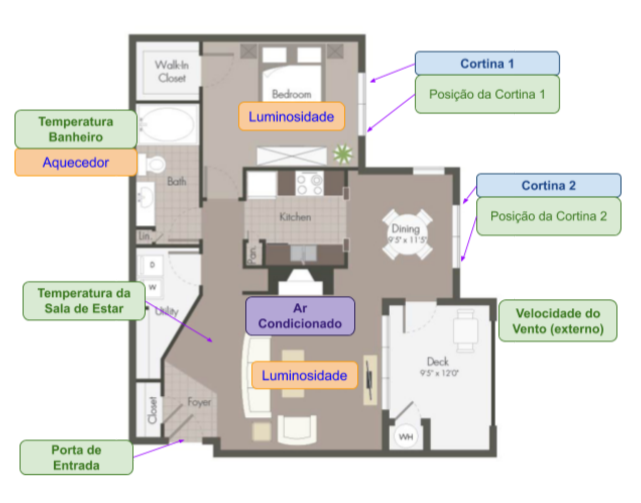 Walk-In
Closet
Bedroom
Cortina 1
Posição da Cortina 1
Luminosidade
Temperatura
Banheiro
Aquecedor
Bath
Kitchen
Cortina 2
Posição da Cortina 2
Dining
9'5" x 11'5"
Lin.
Pan.
D
W
Utility
Temperatura da
Sala de Estar
Ar
Condicionado
Velocidade do
Vento (externo)
Luminosidade
Deck
9'5" x 12'0"
Closet
Foyer
WH
Porta de
Entrada